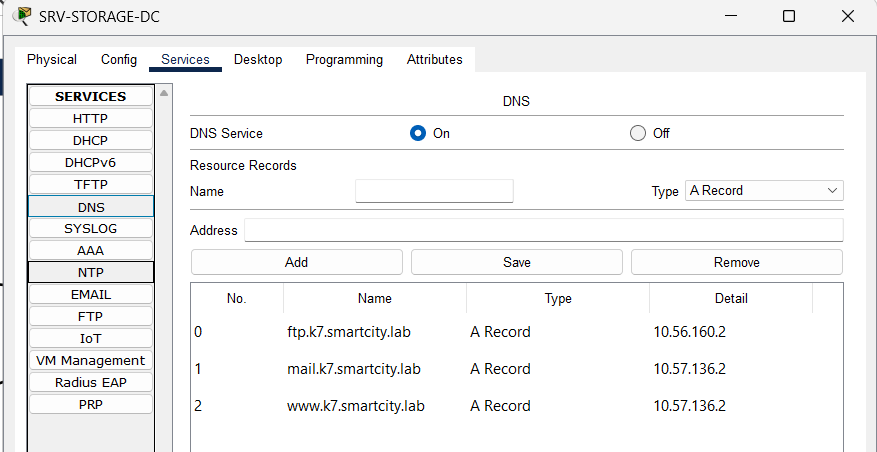 SRV-STORAGE-DC
Physical Config Services Desktop Programming Attributes
SERVICES
HTTP
DHCP
DHCPv6
TFTP
DNS
SYSLOG
AAA
NTP
EMAIL
FTP
IoT
VM Management
Radius EAP
PRP
DNS
DNS Service On Off
Resource Records
Name Type A Record
Address
Add Save Remove
No. Name Type Detail
0 ftp.k7.smartcity.lab A Record 10.56.160.2
1 mail.k7.smartcity.lab A Record 10.57.136.2
2 www.k7.smartcity.lab A Record 10.57.136.2